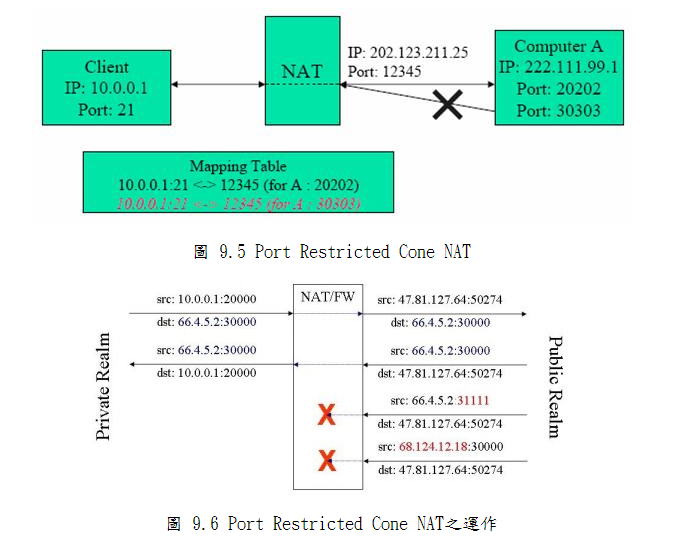 Client
IP: 10.0.0.1
Port: 21
NAT
IP: 202.123.211.25
Port: 12345
Computer A
IP: 222.111.99.1
Port: 20202
Port: 30303
Mapping Table
10.0.0.1:21 <-> 12345 (for A : 20202)
10.0.0.1:21 <-> 12345 (for A : 30303)
圖 9.5 Port Restricted Cone NAT
Private Realm
src: 10.0.0.1:20000
dst: 66.4.5.2:30000
src: 66.4.5.2:30000
dst: 10.0.0.1:20000
NAT/FW
src: 47.81.127.64:50274
dst: 66.4.5.2:30000
src: 66.4.5.2:30000
dst: 47.81.127.64:50274
src: 66.4.5.2:31111
dst: 47.81.127.64:50274
src: 68.124.12.18:30000
dst: 47.81.127.64:50274
Public Realm
圖 9.6 Port Restricted Cone NAT之運作